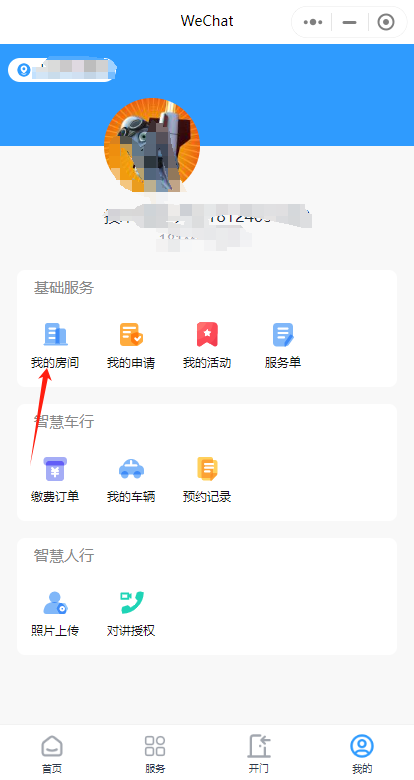 WeChat
基础服务
我的房间 我的申请 我的活动 服务单
智慧车行
缴费订单 我的车辆 预约记录
智慧人行
照片上传 对讲授权
首页 服务 开门 我的